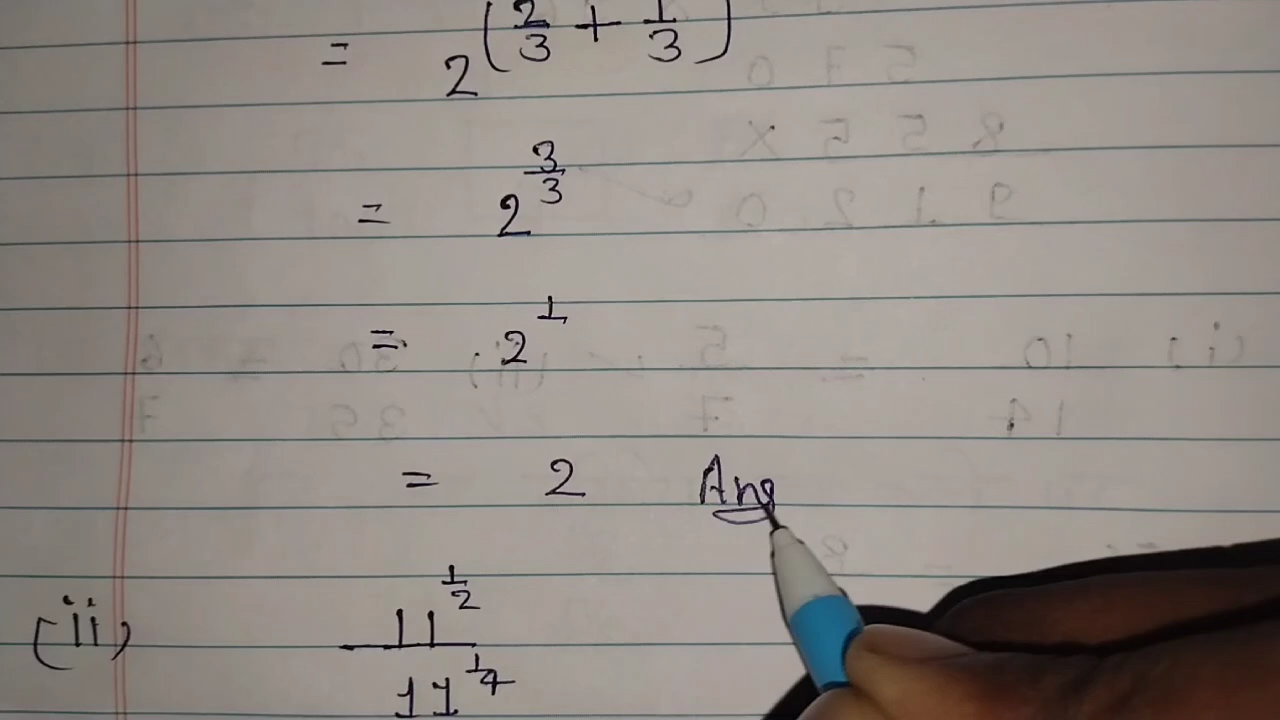 = 2^(2/3 + 1/3)
= 2^(3/3)
= 2^1
= 2 Ans
(ii) 11^(1/2) / 11^(1/4)